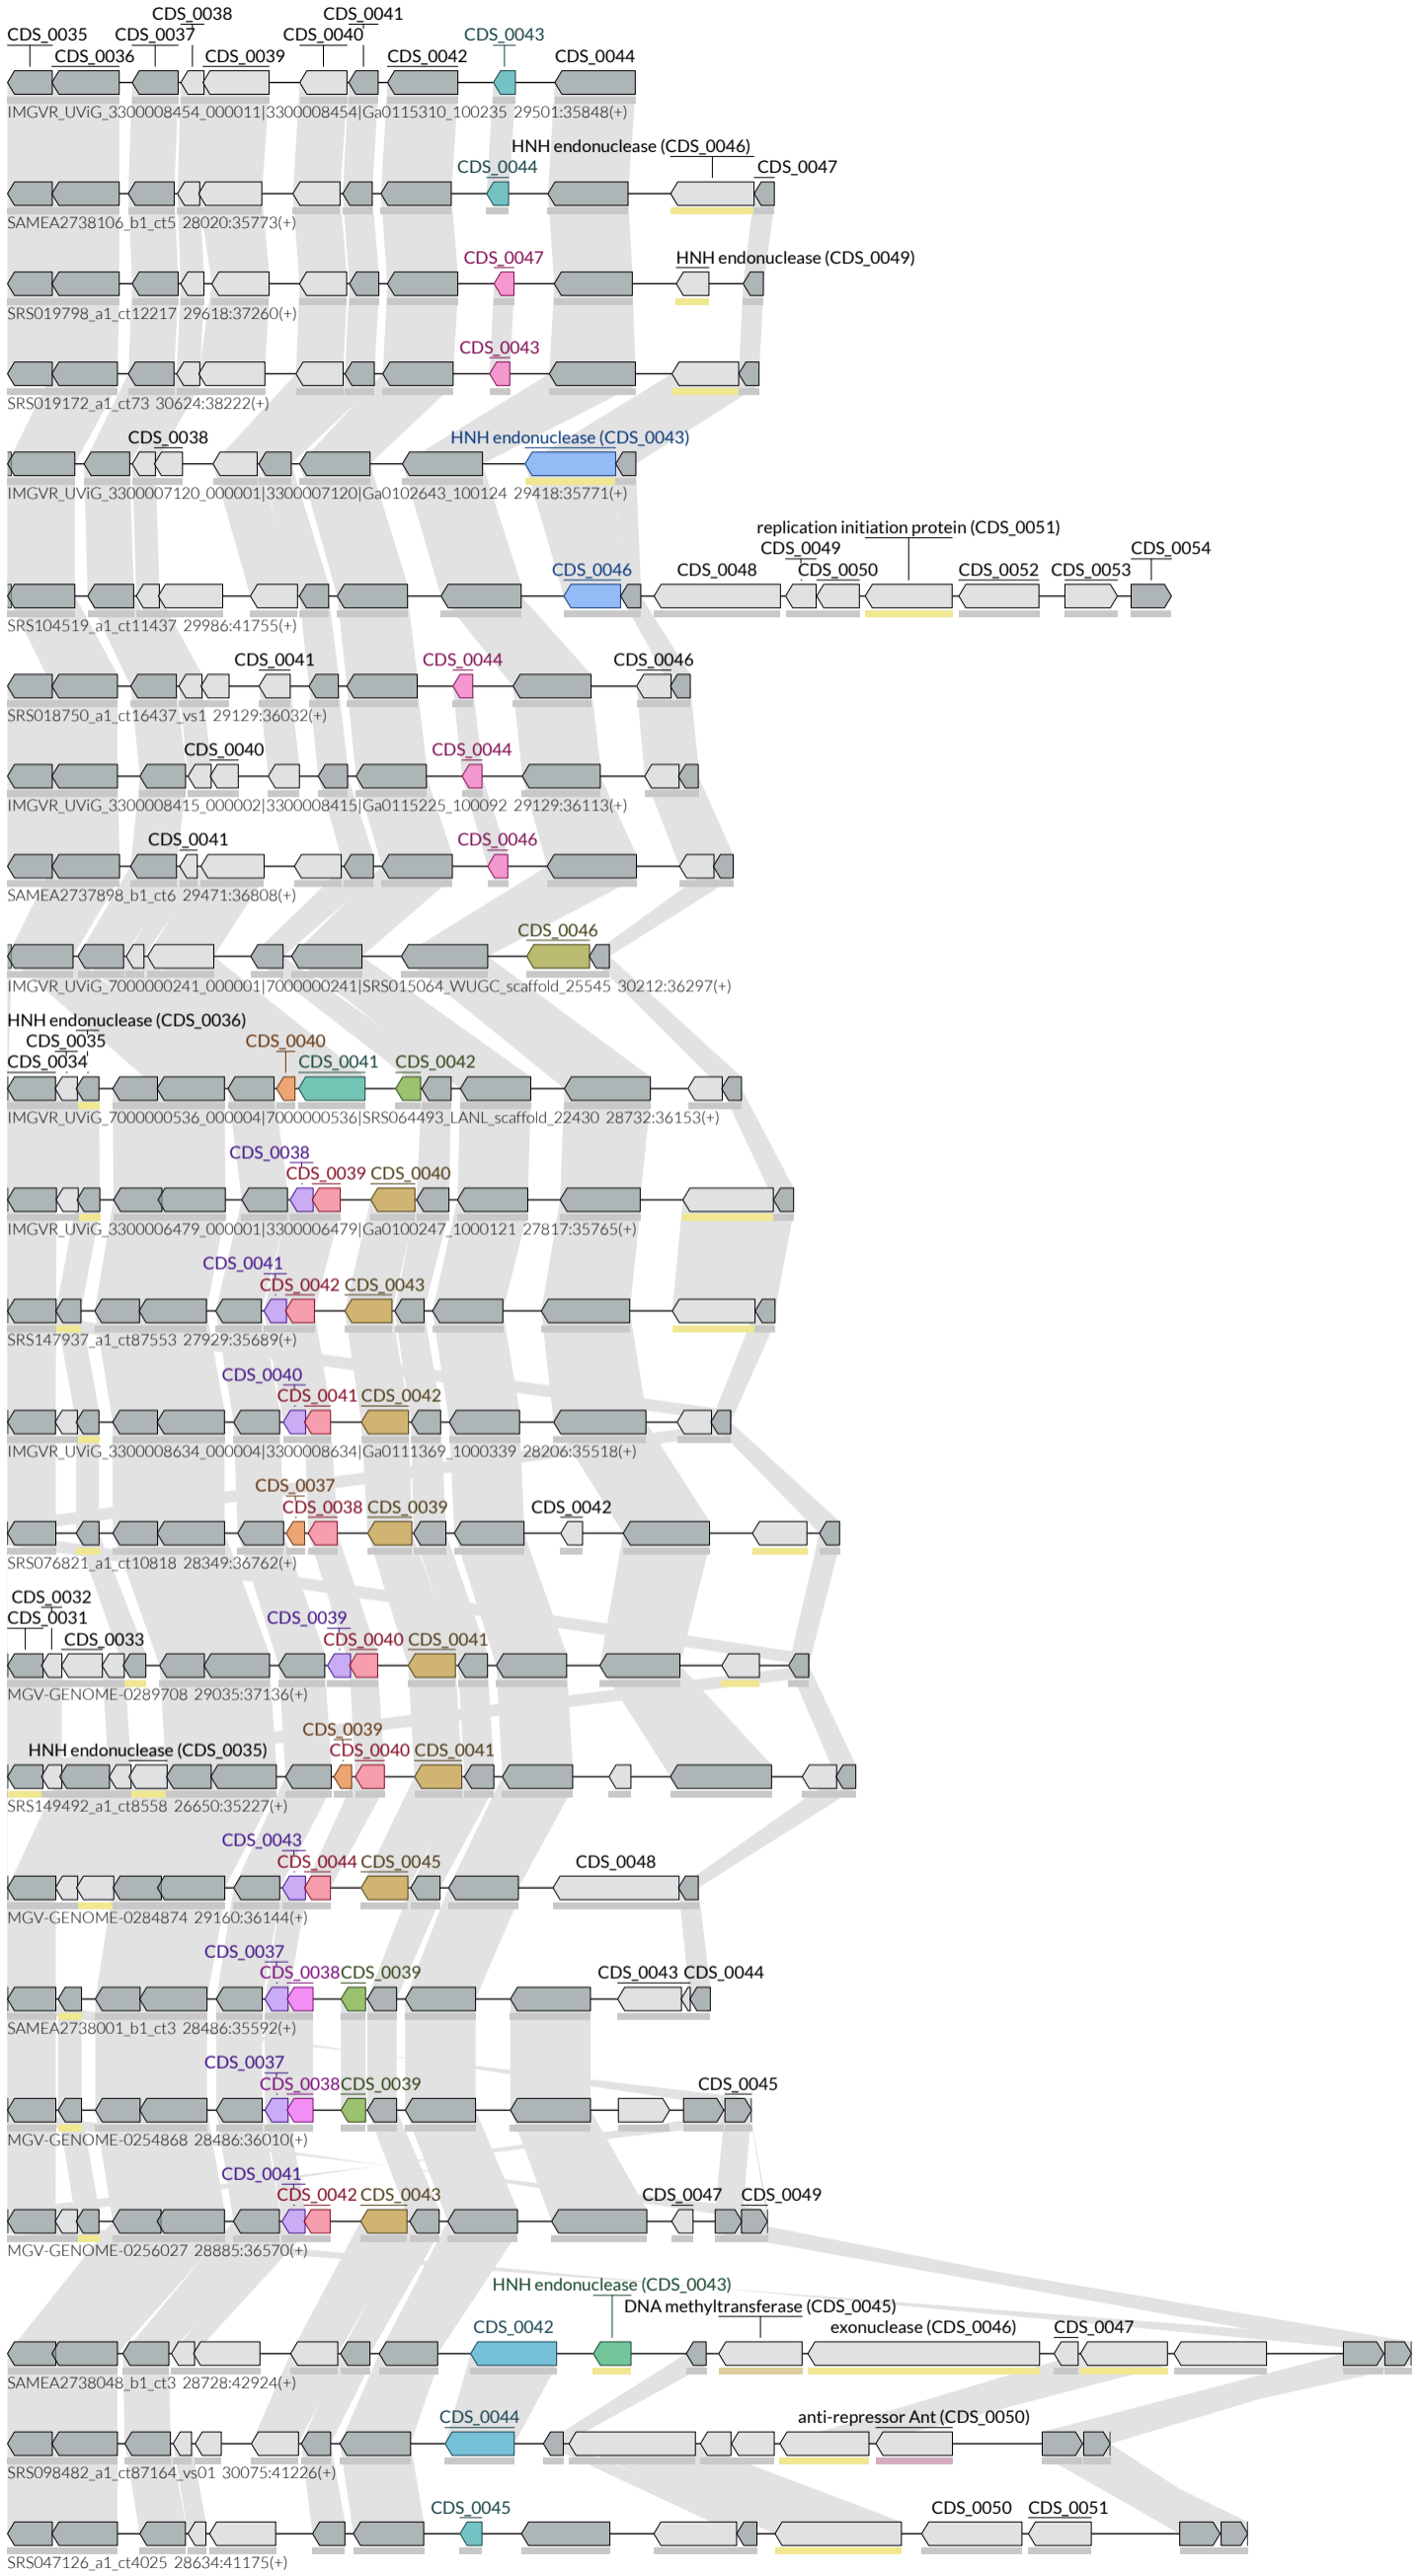 CDS_0038 CDS_0041
CDS_0035 CDS_0037 CDS_0040 CDS_0043
CDS_0036 CDS_0039 CDS_0042 CDS_0044
IMGVR_UViG_3300008454_000011|3300008454|Ga0115310_100235 29501:35848(+)
HNH endonuclease (CDS_0046)
CDS_0044 CDS_0047
SAMEA2738106_b1_ct5 28020:35773(+)
CDS_0047 HNH endonuclease (CDS_0049)
SRS019798_a1_ct12217 29618:37260(+)
CDS_0043
SRS019172_a1_ct73 30624:38222(+)
CDS_0038 HNH endonuclease (CDS_0043)
IMGVR_UViG_3300007120_000001|3300007120|Ga0102643_100124 29418:35771(+)
replication initiation protein (CDS_0051)
CDS_0049 CDS_0054
CDS_0046 CDS_0048 CDS_0050 CDS_0052 CDS_0053
SRS104519_a1_ct11437 29986:41755(+)
CDS_0041 CDS_0044 CDS_0046
SRS018750_a1_ct16437_vs1 29129:36032(+)
CDS_0040 CDS_0044
IMGVR_UViG_3300008415_000002|3300008415|Ga0115225_100092 29129:36113(+)
CDS_0041 CDS_0046
SAMEA2737898_b1_ct6 29471:36808(+)
CDS_0046
IMGVR_UViG_7000000241_000001|7000000241|SRS015064_WUGC_scaffold_25545 30212:36297(+)
HNH endonuclease (CDS_0036)
CDS_0035 CDS_0040
CDS_0034 CDS_0041 CDS_0042
IMGVR_UViG_7000000536_000004|7000000536|SRS064493_LANL_scaffold_22430 28732:36153(+)
CDS_0038
CDS_0039 CDS_0040
IMGVR_UViG_3300006479_000001|3300006479|Ga0100247_1000121 27817:35765(+)
CDS_0041
CDS_0042 CDS_0043
SRS147937_a1_ct87553 27929:35689(+)
CDS_0040
CDS_0041 CDS_0042
IMGVR_UViG_3300008634_000004|3300008634|Ga0111369_1000339 28206:35518(+)
CDS_0037
CDS_0038 CDS_0039 CDS_0042
SRS076821_a1_ct10818 28349:36762(+)
CDS_0032
CDS_0031 CDS_0039
CDS_0033 CDS_0040 CDS_0041
MGV-GENOME-0289708 29035:37136(+)
CDS_0039
HNH endonuclease (CDS_0035) CDS_0040 CDS_0041
SRS149492_a1_ct8558 26650:35227(+)
CDS_0043
CDS_0044 CDS_0045 CDS_0048
MGV-GENOME-0284874 29160:36144(+)
CDS_0037
CDS_0038 CDS_0039 CDS_0043 CDS_0044
SAMEA2738001_b1_ct3 28486:35592(+)
CDS_0037
CDS_0038 CDS_0039 CDS_0045
MGV-GENOME-0254868 28486:36010(+)
CDS_0041
CDS_0042 CDS_0043 CDS_0047 CDS_0049
MGV-GENOME-0256027 28885:36570(+)
HNH endonuclease (CDS_0043)
DNA methyltransferase (CDS_0045)
CDS_0042 exonuclease (CDS_0046) CDS_0047
SAMEA2738048_b1_ct3 28728:42924(+)
CDS_0044 anti-repressor Ant (CDS_0050)
SRS098482_a1_ct87164_vs01 30075:41226(+)
CDS_0045 CDS_0050 CDS_0051
SRS047126_a1_ct4025 28634:41175(+)